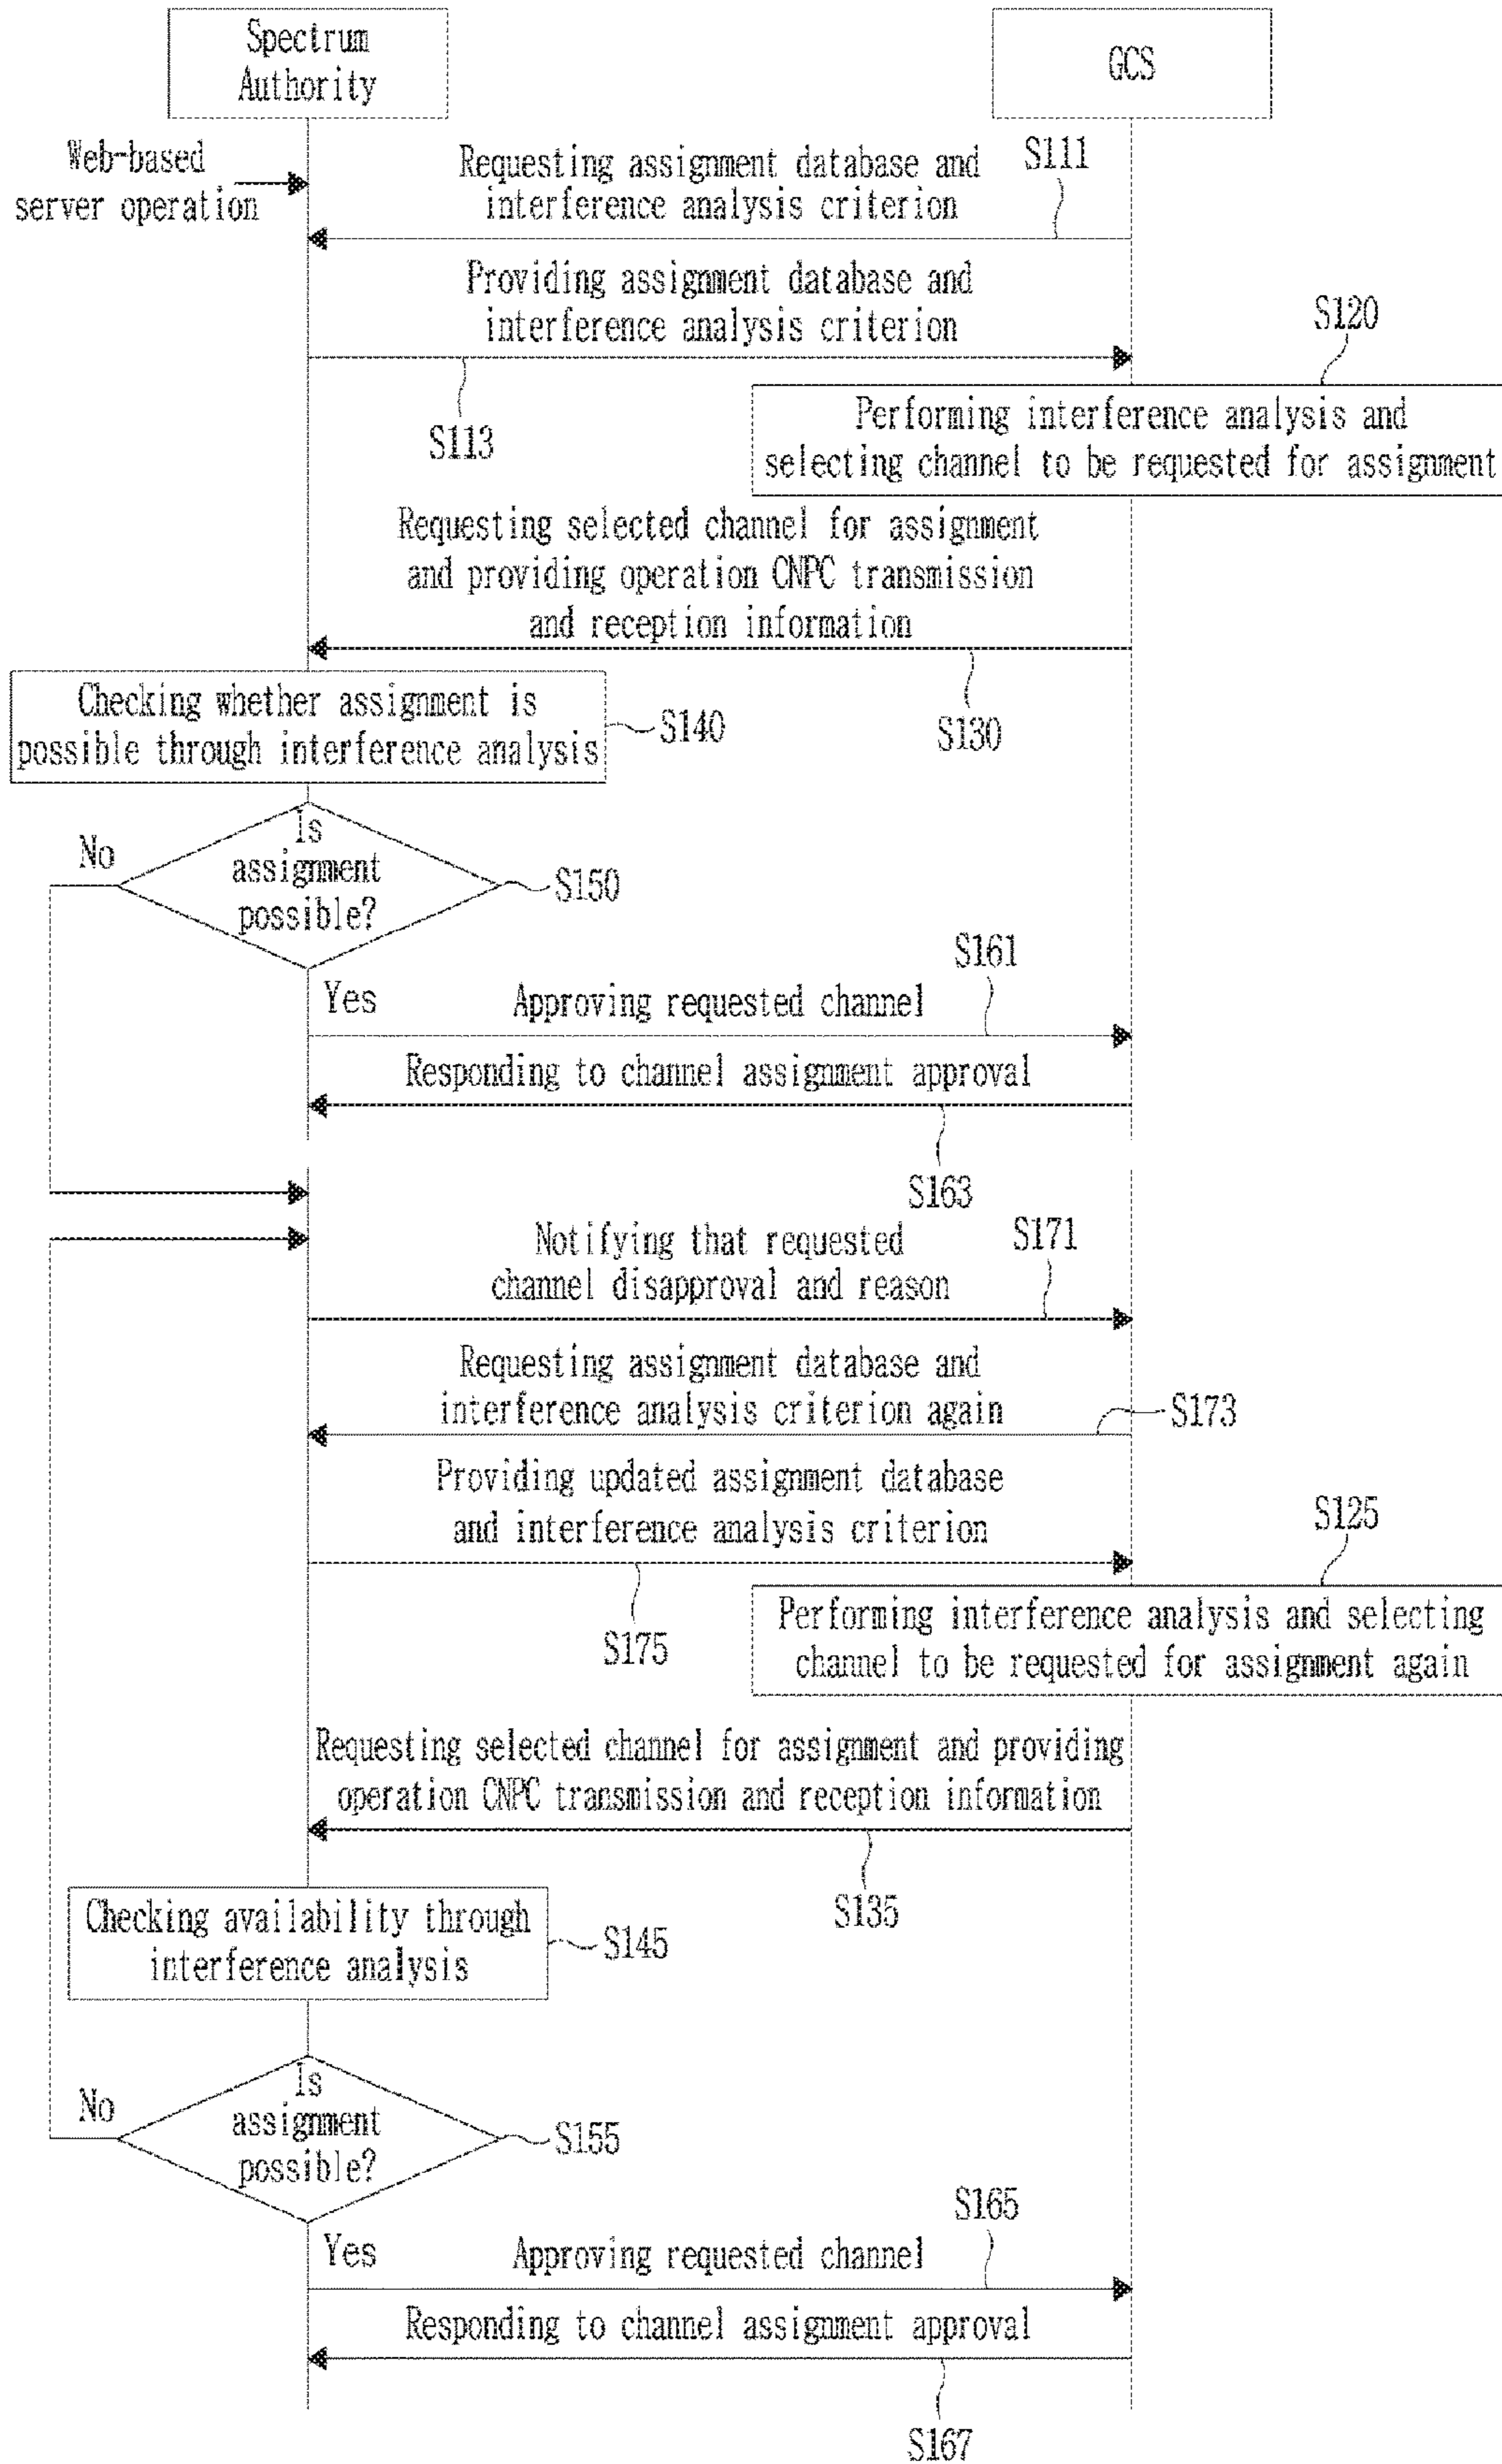 Spectrum
Authority
GCS
Web-based
server operation
Requesting assignment database and
interference analysis criterion
S111
Providing assignment database and
interference analysis criterion
S113
S120
Performing interference analysis and
selecting channel to be requested for assignment
Requesting selected channel for assignment
and providing operation CNPC transmission
and reception information
S130
Checking whether assignment is
possible through interference analysis
S140
Is
assignment
possible?
No
S150
Yes
S161
Approving requested channel
Responding to channel assignment approval
S163
Notifying that requested
channel disapproval and reason
S171
Requesting assignment database and
interference analysis criterion again
S173
Providing updated assignment database
and interference analysis criterion
S175
S125
Performing interference analysis and selecting
channel to be requested for assignment again
Requesting selected channel for assignment and providing
operation CNPC transmission and reception information
S135
Checking availability through
interference analysis
S145
Is
assignment
possible?
No
S155
Yes
S165
Approving requested channel
Responding to channel assignment approval
S167